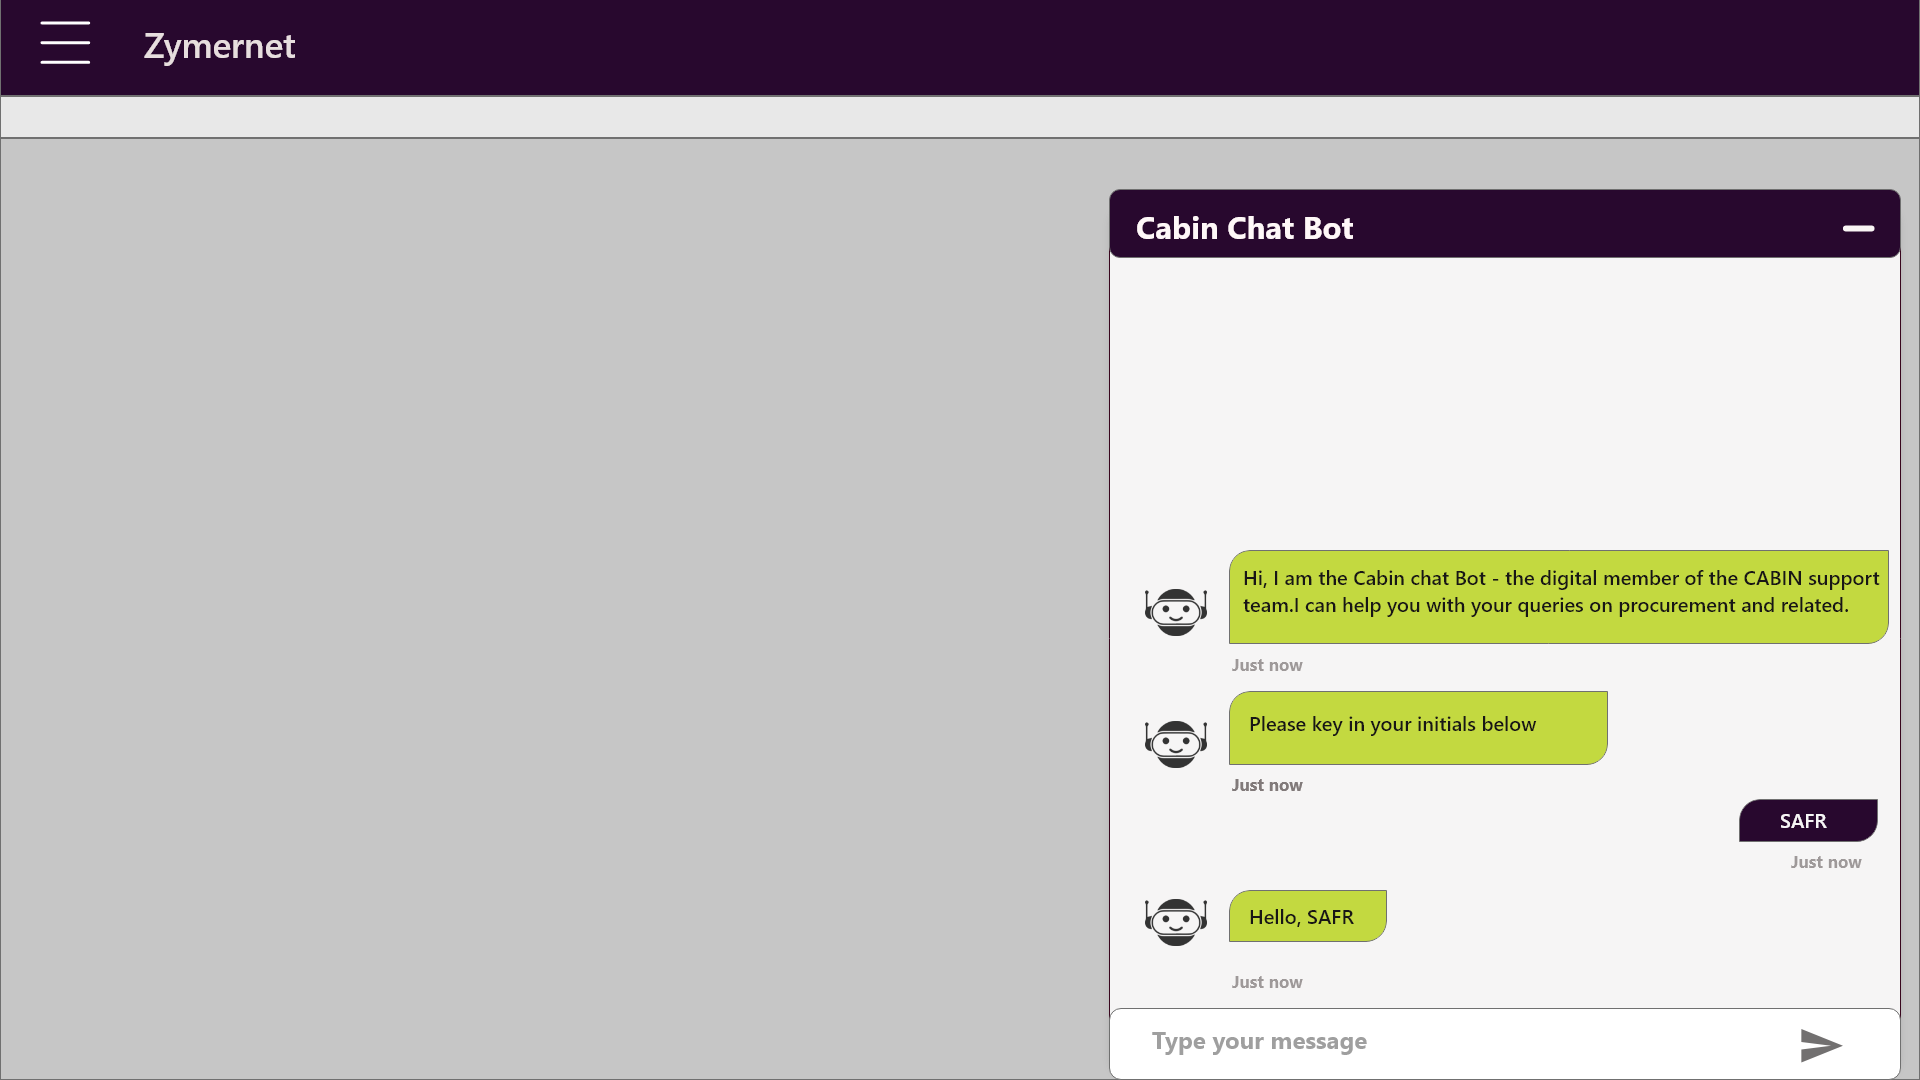 Zymernet
Cabin Chat Bot
Hi, I am the Cabin chat Bot - the digital member of the CABIN support
team.I can help you with your queries on procurement and related.
Just now
Please key in your initials below
Just now
SAFR
Just now
Hello, SAFR
Just now
Type your message